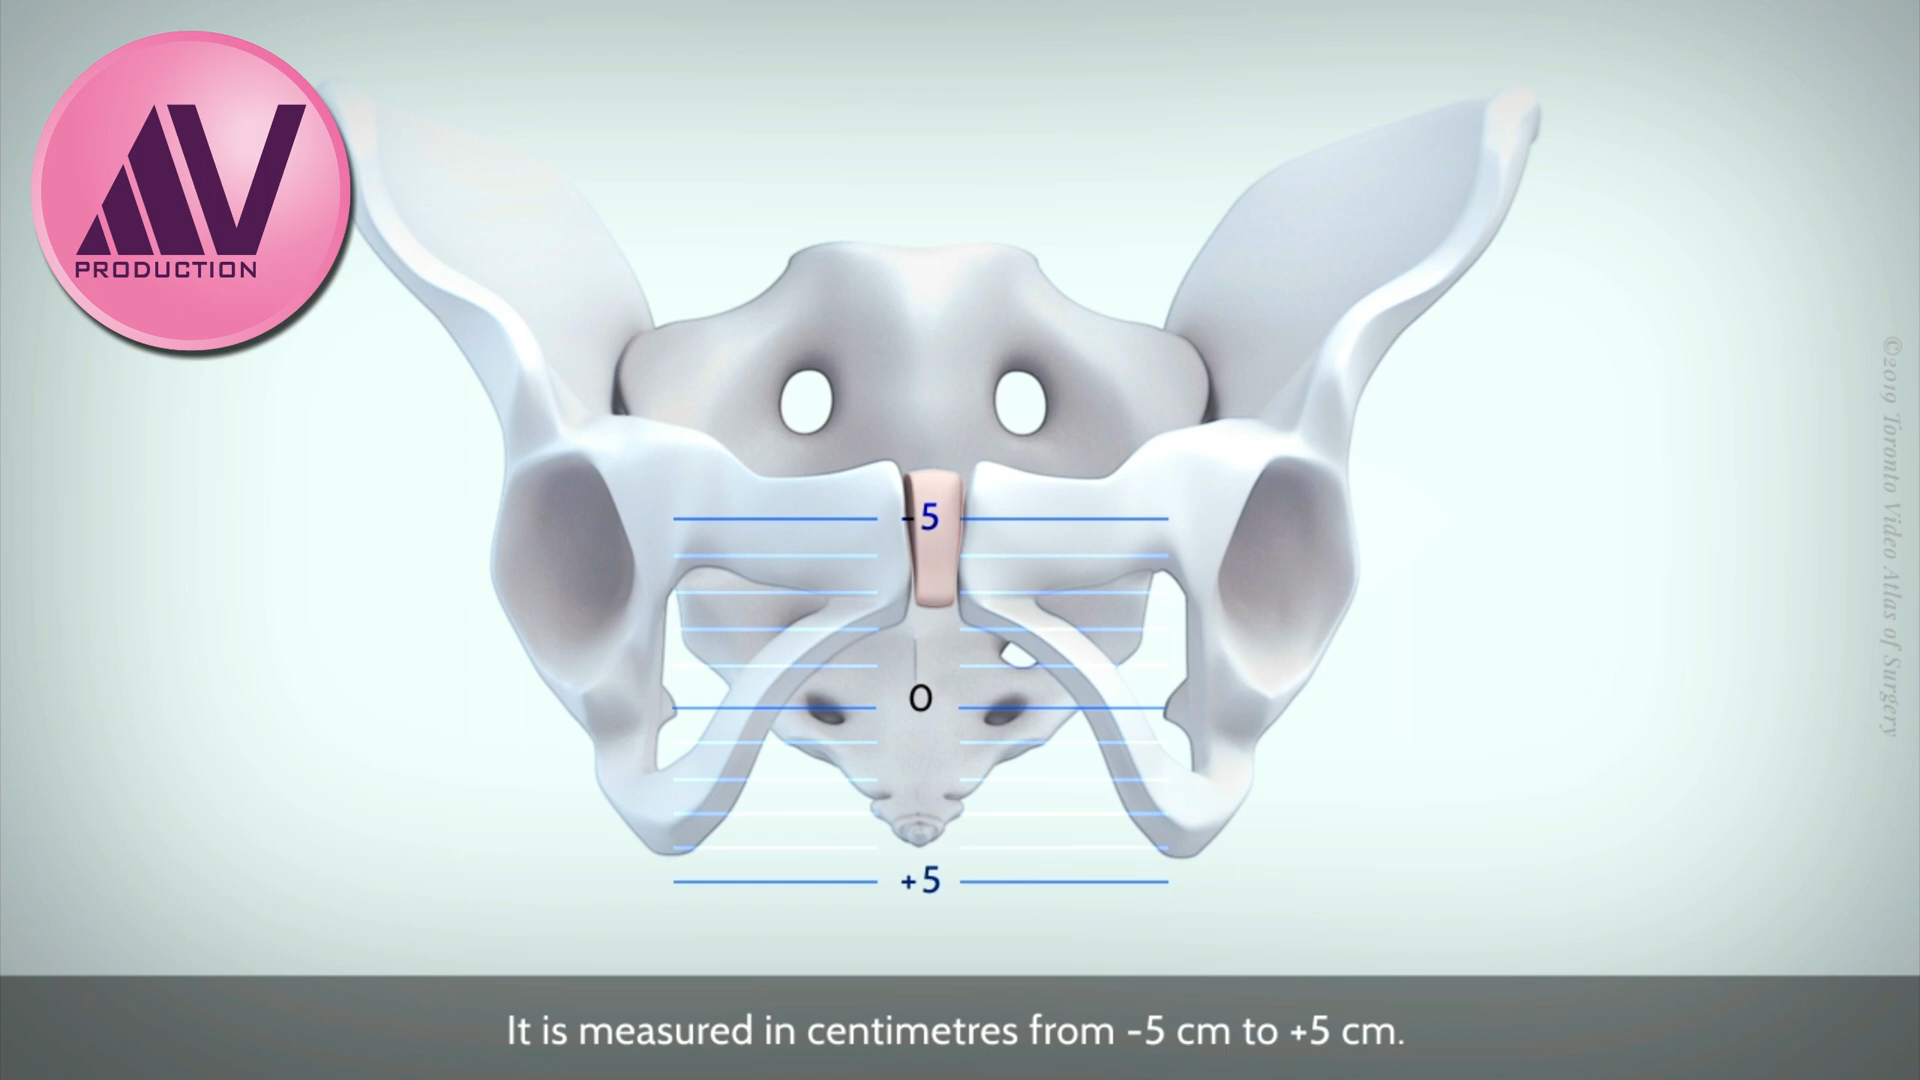 AV
PRODUCTION
-5
0
+5
©2019 Toronto Video Atlas of Surgery
It is measured in centimetres from -5 cm to +5 cm.